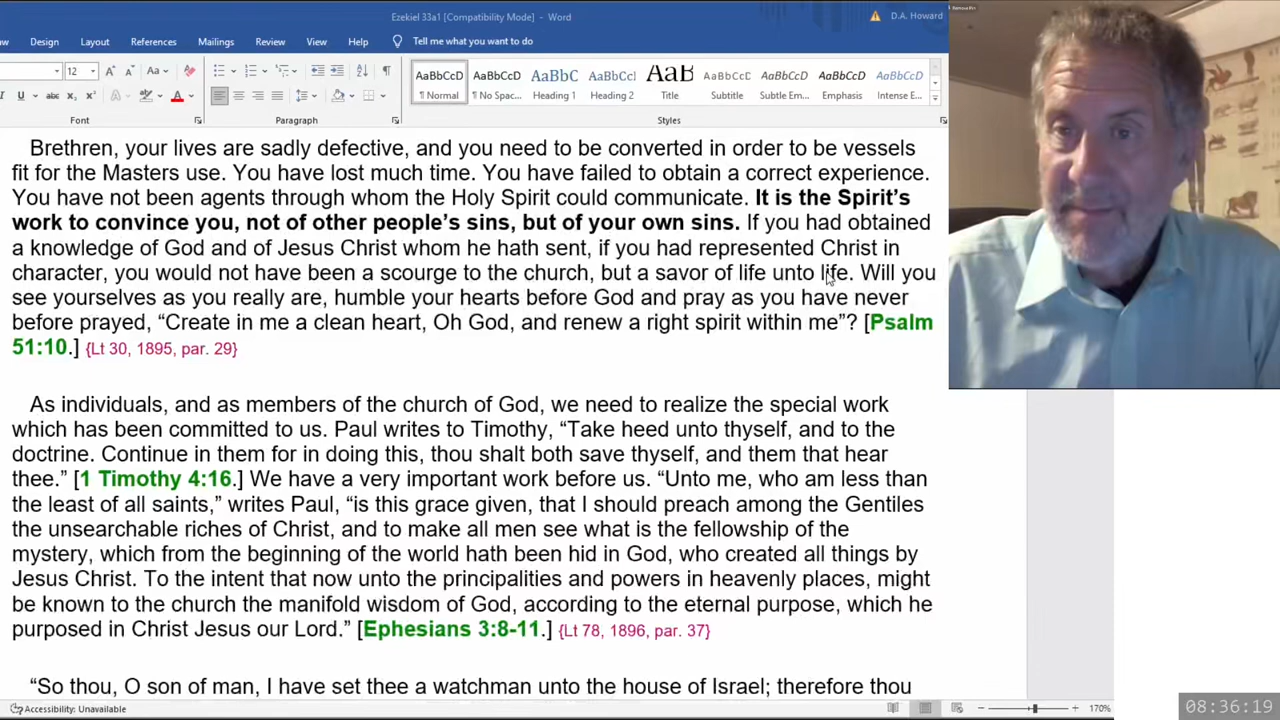 Ezekiel 33a1 [Compatibility Mode] - Word
D.A. Howard
Design Layout References Mailings Review View Help Tell me what you want to do
12 Aa
AaBbCcD AaBbCcD AaBbC AaBbCcI AaB AaBbCcD AaBbCcD AaBbCcD AaBbCcD
¶ Normal ¶ No Spac... Heading 1 Heading 2 Title Subtitle Subtle Em... Emphasis Intense E...
Font Paragraph Styles
Brethren, your lives are sadly defective, and you need to be converted in order to be vessels
fit for the Masters use. You have lost much time. You have failed to obtain a correct experience.
You have not been agents through whom the Holy Spirit could communicate. It is the Spirit’s
work to convince you, not of other people’s sins, but of your own sins. If you had obtained
a knowledge of God and of Jesus Christ whom he hath sent, if you had represented Christ in
character, you would not have been a scourge to the church, but a savor of life unto life. Will you
see yourselves as you really are, humble your hearts before God and pray as you have never
before prayed, “Create in me a clean heart, Oh God, and renew a right spirit within me”? [Psalm
51:10.] {Lt 30, 1895, par. 29}
As individuals, and as members of the church of God, we need to realize the special work
which has been committed to us. Paul writes to Timothy, “Take heed unto thyself, and to the
doctrine. Continue in them for in doing this, thou shalt both save thyself, and them that hear
thee.” [1 Timothy 4:16.] We have a very important work before us. “Unto me, who am less than
the least of all saints,” writes Paul, “is this grace given, that I should preach among the Gentiles
the unsearchable riches of Christ, and to make all men see what is the fellowship of the
mystery, which from the beginning of the world hath been hid in God, who created all things by
Jesus Christ. To the intent that now unto the principalities and powers in heavenly places, might
be known to the church the manifold wisdom of God, according to the eternal purpose, which he
purposed in Christ Jesus our Lord.” [Ephesians 3:8-11.] {Lt 78, 1896, par. 37}
“So thou, O son of man, I have set thee a watchman unto the house of Israel; therefore thou
Accessibility: Unavailable
170%
08:36:19